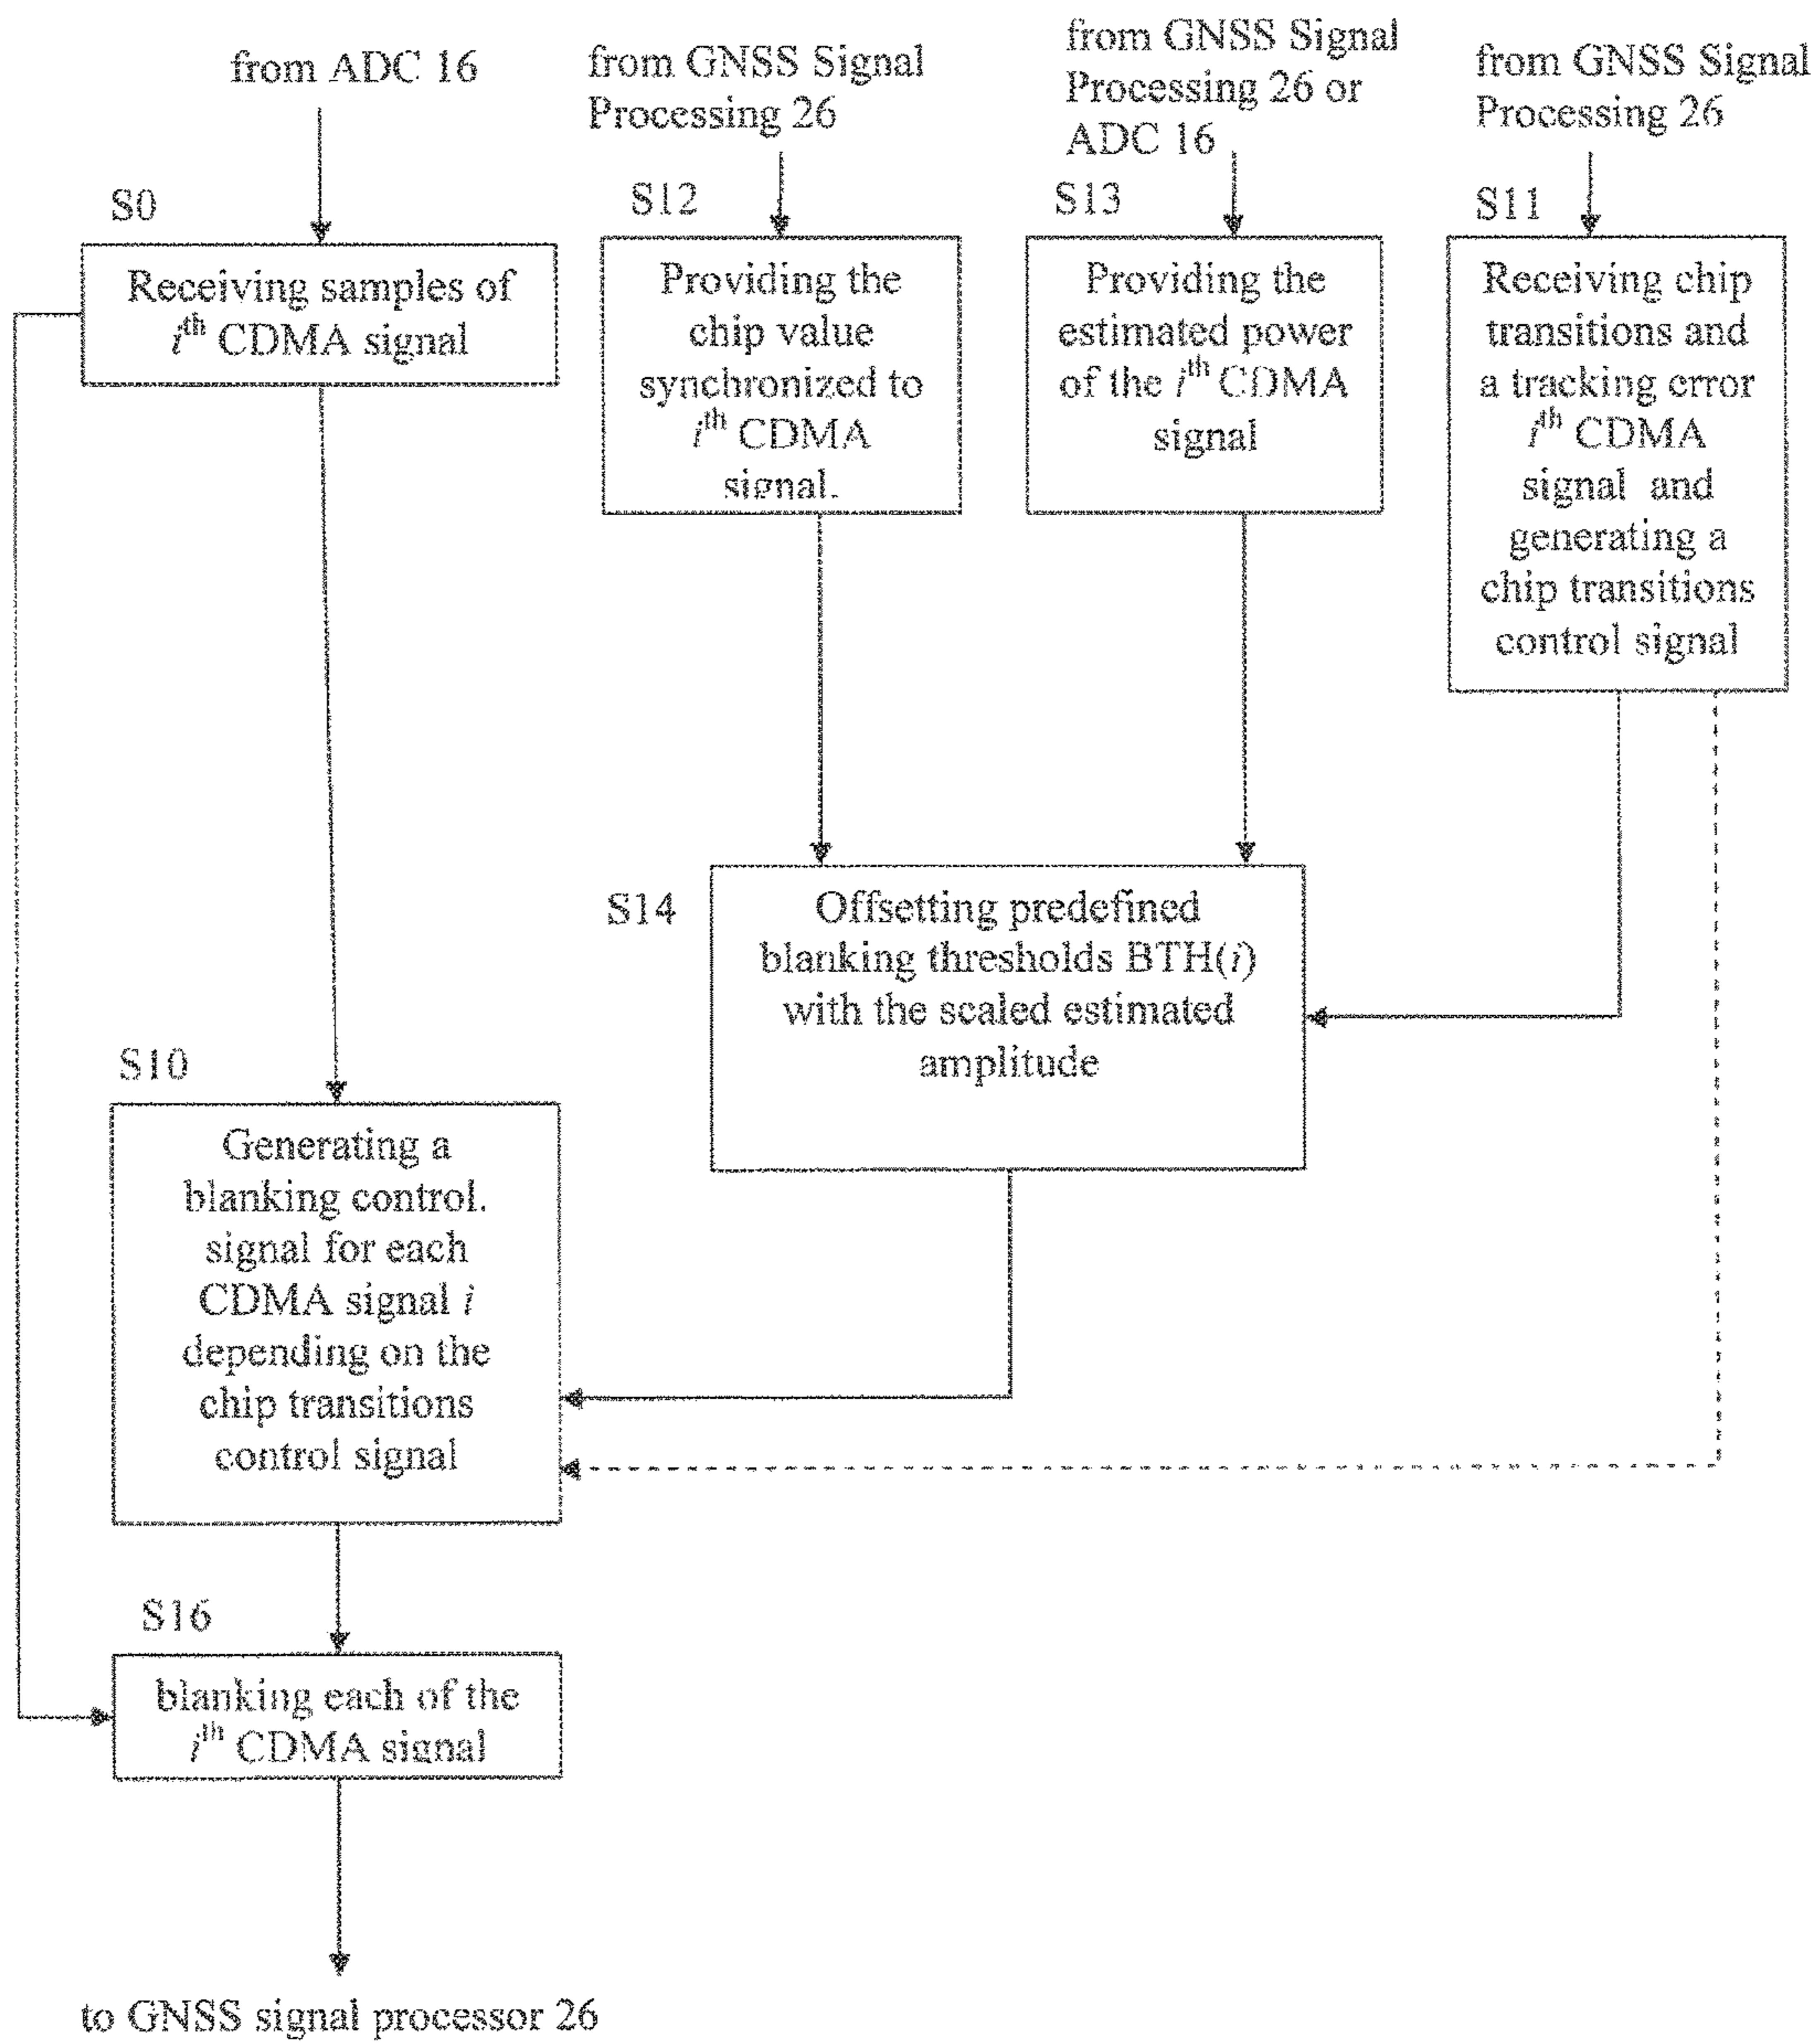 from ADC 16
from GNSS Signal
Processing 26
from GNSS Signal
Processing 26 or
ADC 16
from GNSS Signal
Processing 26
S0
Receiving samples of
ith CDMA signal
S12
Providing the
chip value
synchronized to
ith CDMA
signal.
S13
Providing the
estimated power
of the ith CDMA
signal
S11
Receiving chip
transitions and
a tracking error
ith CDMA
signal and
generating a
chip transitions
control signal
S14
Offsetting predefined
blanking thresholds BTH(i)
with the scaled estimated
amplitude
S10
Generating a
blanking control.
signal for each
CDMA signal i
depending on the
chip transitions
control signal
S16
blanking each of the
ith CDMA signal
to GNSS signal processor 26